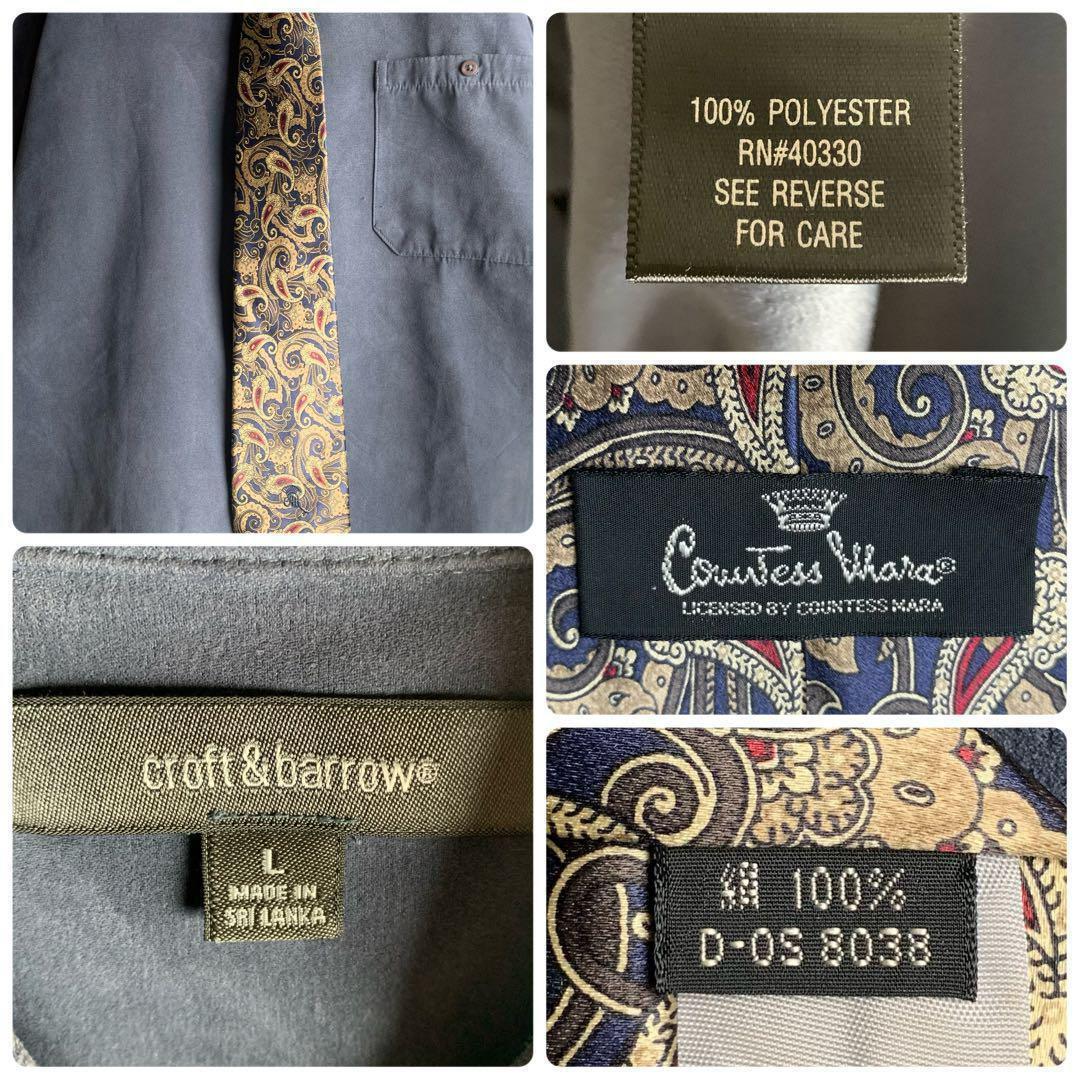 100% POLYESTER
RN#40330
SEE REVERSE
FOR CARE
Countess Mara®
LICENSED BY COUNTESS MARA
croft&barrow®
L
MADE IN
SRI LANKA
絹 100%
D-05 8038